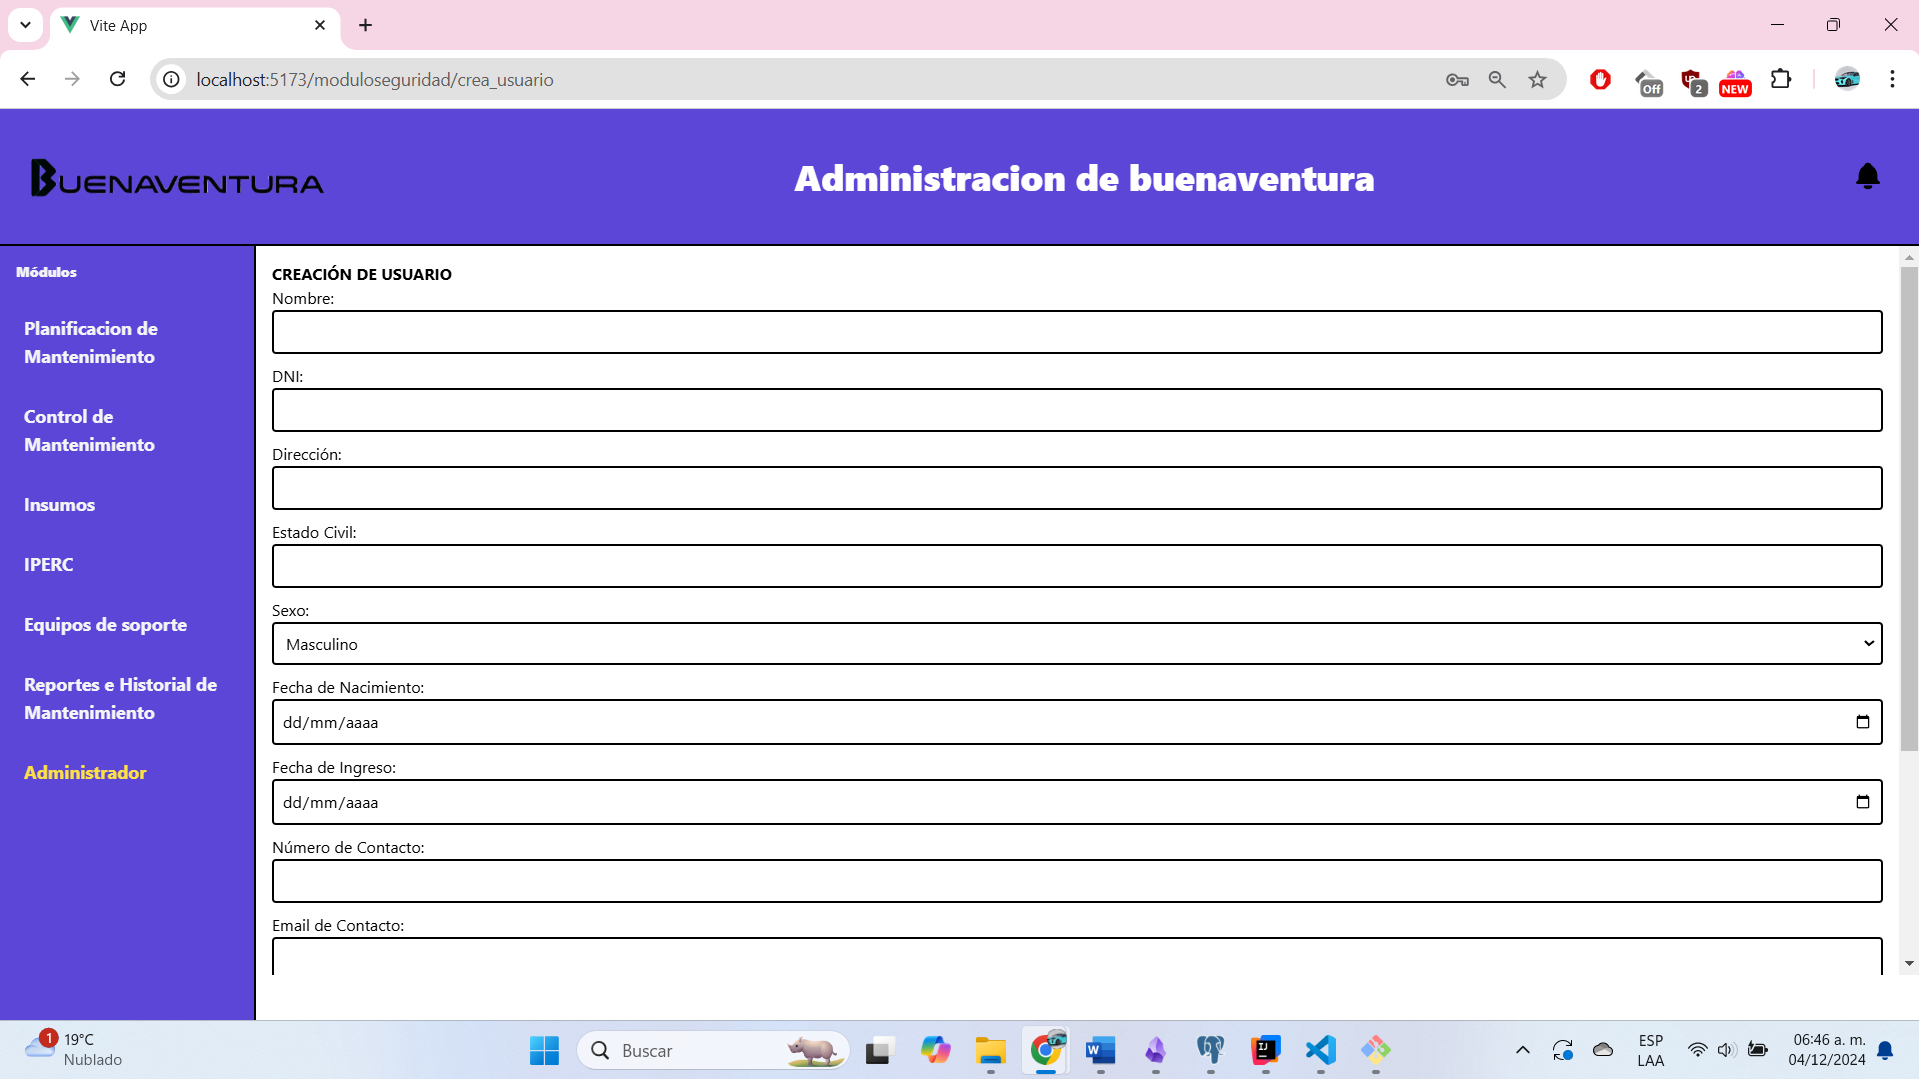 Vite App
localhost:5173/moduloseguridad/crea_usuario
Off
2
NEW
BUENAVENTURA
Administracion de buenaventura
Módulos
Planificacion de
Mantenimiento
Control de
Mantenimiento
Insumos
IPERC
Equipos de soporte
Reportes e Historial de
Mantenimiento
Administrador
CREACIÓN DE USUARIO
Nombre:
DNI:
Dirección:
Estado Civil:
Sexo:
Masculino
Fecha de Nacimiento:
dd/mm/aaaa
Fecha de Ingreso:
dd/mm/aaaa
Número de Contacto:
Email de Contacto:
1
19°C
Nublado
Buscar
W
IJ
ESP
LAA
06:46 a. m.
04/12/2024